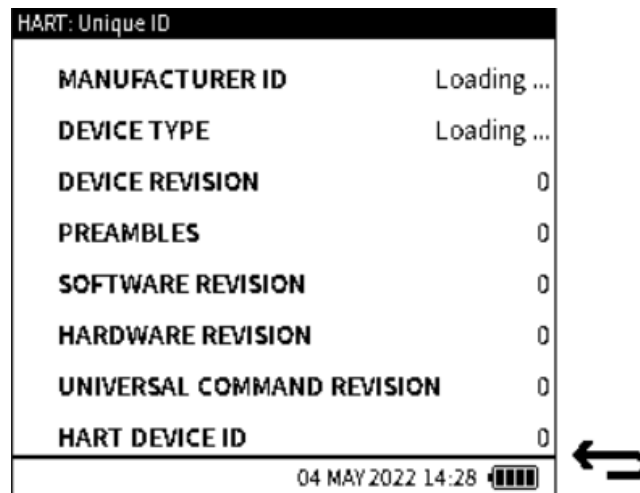 HART: Unique ID
MANUFACTURER ID Loading ...
DEVICE TYPE Loading ...
DEVICE REVISION 0
PREAMBLES 0
SOFTWARE REVISION 0
HARDWARE REVISION 0
UNIVERSAL COMMAND REVISION 0
HART DEVICE ID 0
04 MAY 2022 14:28